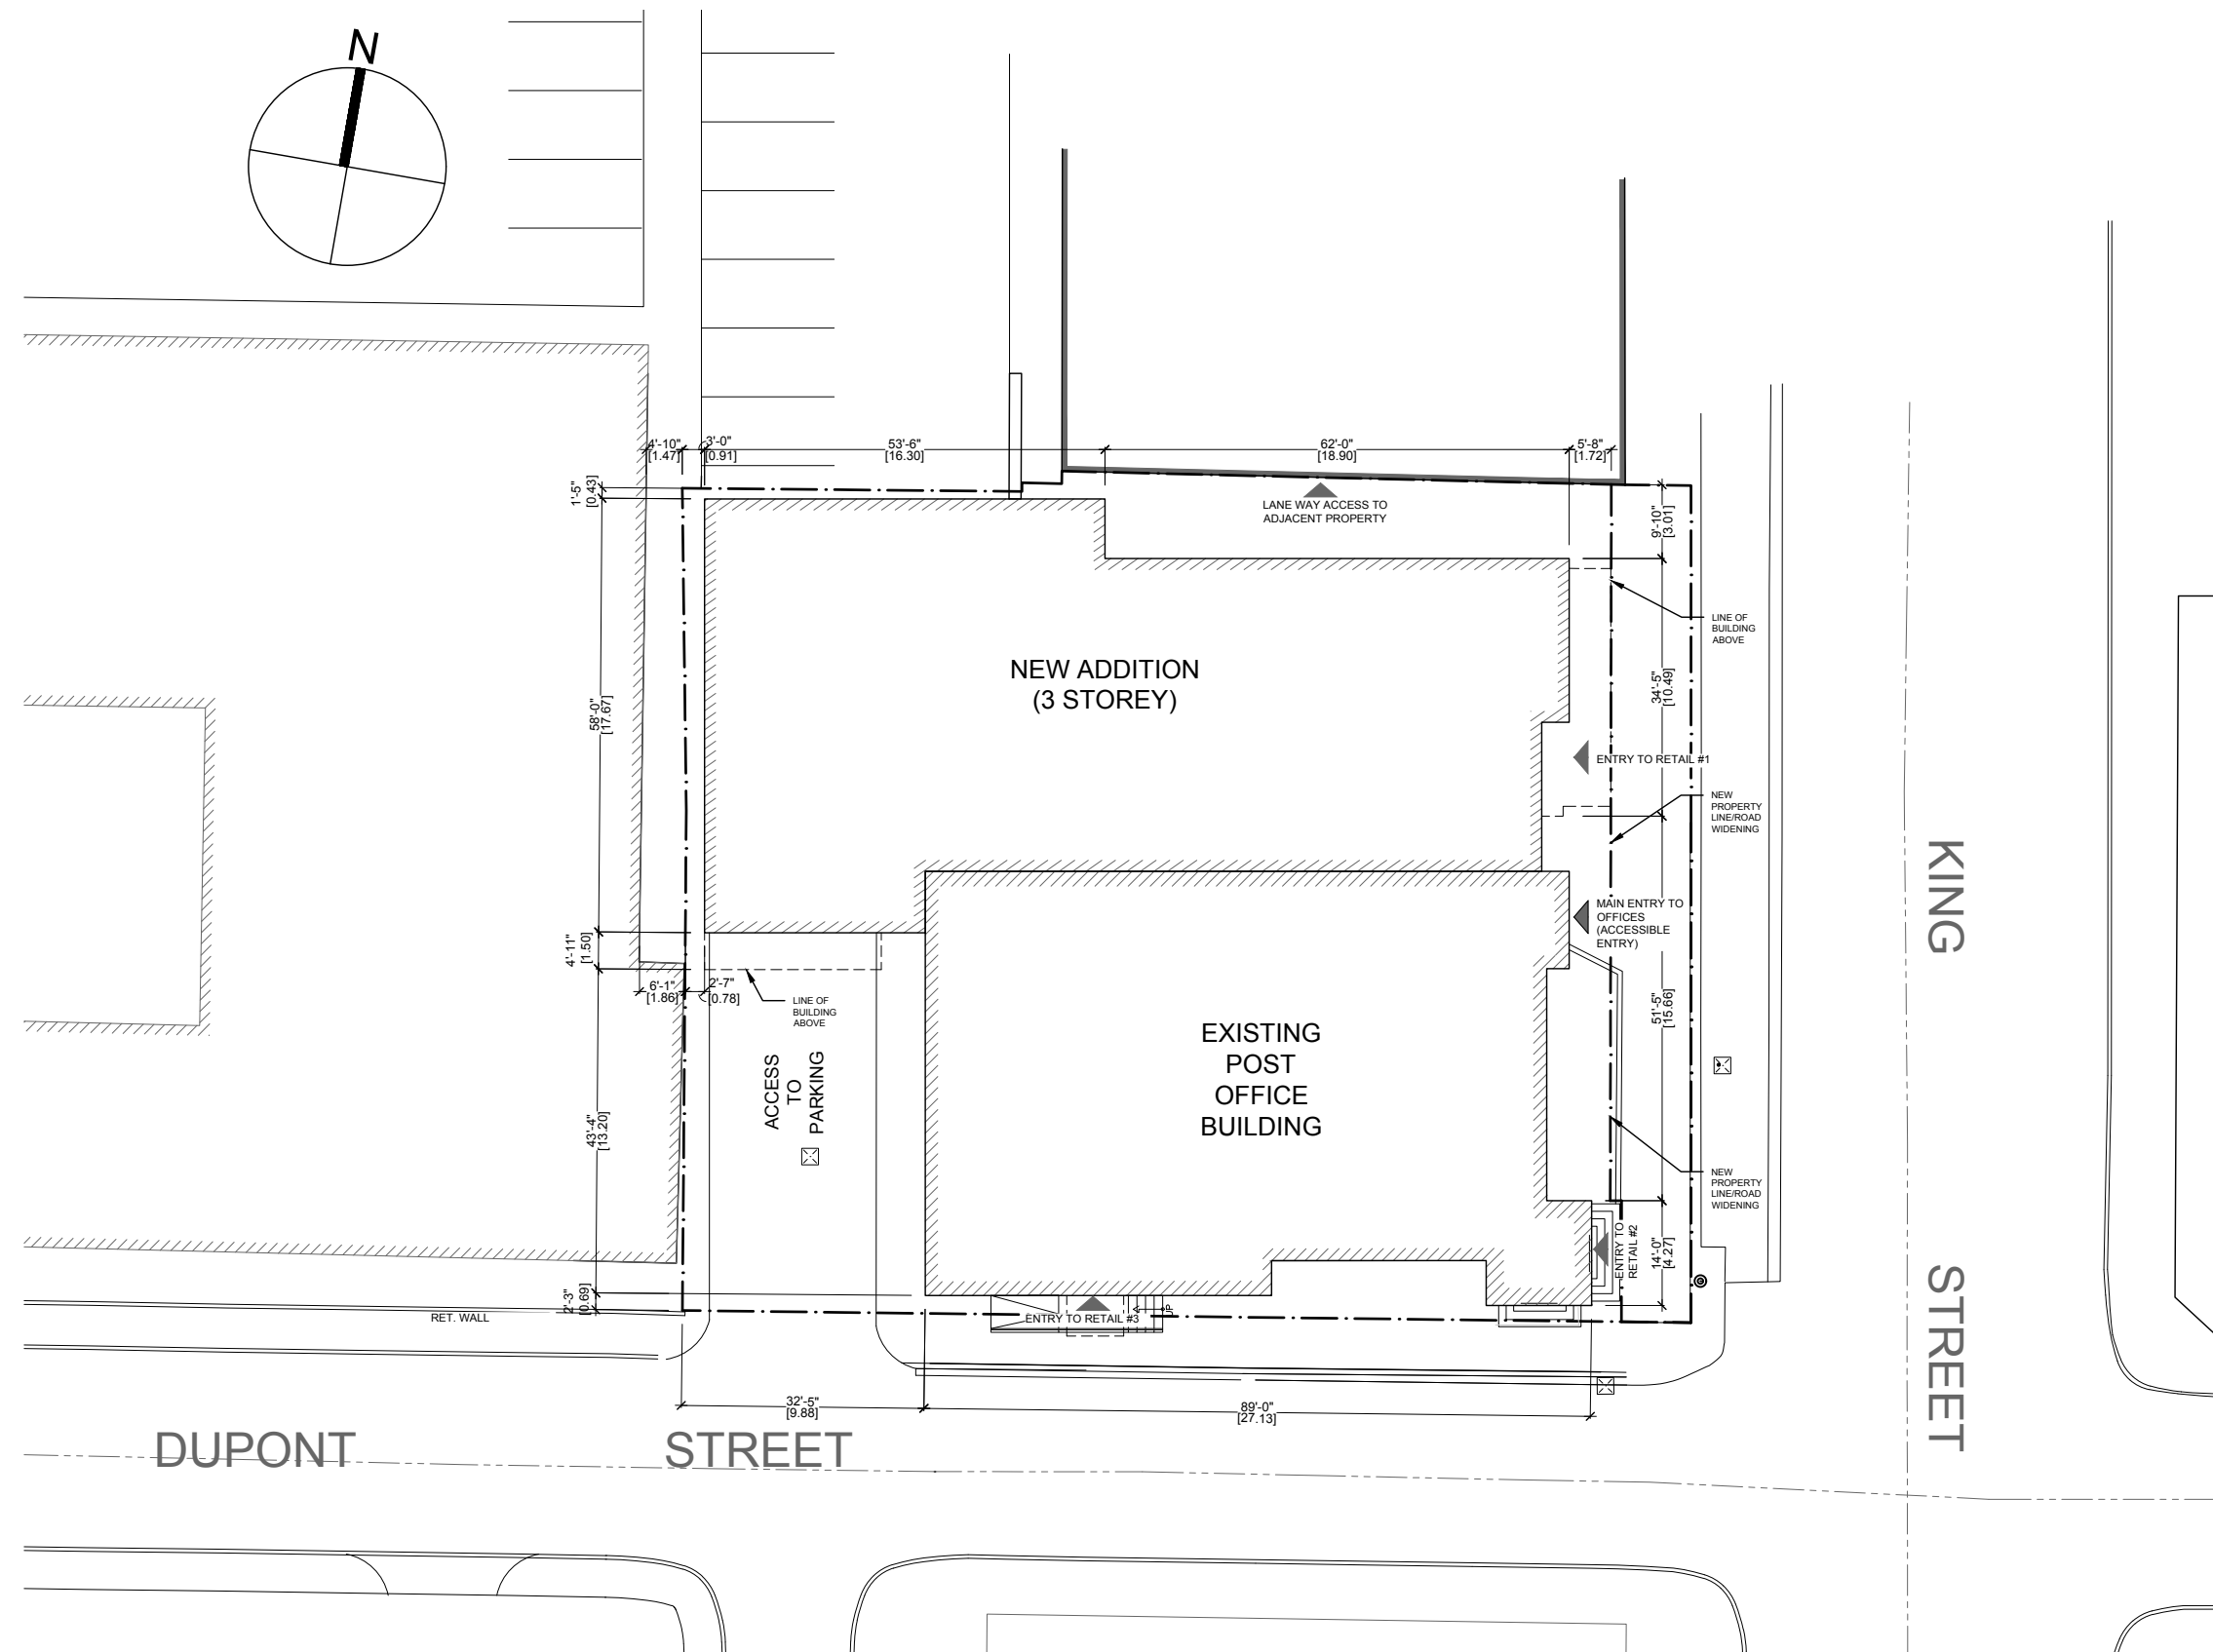 N
4'-10"
[1.47]
3'-0"
[0.91]
53'-6"
[16.30]
62'-0"
[18.90]
5'-8"
[1.72]
1'-5"
[0.43]
LANE WAY ACCESS TO
ADJACENT PROPERTY
9'-10"
[3.01]
LINE OF
BUILDING
ABOVE
NEW ADDITION
(3 STOREY)
58'-0"
[17.67]
34'-5"
[10.49]
ENTRY TO RETAIL #1
NEW
PROPERTY
LINE/ROAD
WIDENING
MAIN ENTRY TO
OFFICES
(ACCESSIBLE
ENTRY)
KING
STREET
4'-11"
[1.50]
6'-1"
[1.86]
2'-7"
[0.78]
LINE OF
BUILDING
ABOVE
51'-5"
[15.66]
EXISTING
POST
OFFICE
BUILDING
ACCESS
TO
PARKING
43'-4"
[13.20]
NEW
PROPERTY
LINE/ROAD
WIDENING
ENTRY TO
RETAIL #2
14'-0"
[4.27]
2'-3"
[0.69]
RET. WALL
ENTRY TO RETAIL #3
UP
32'-5"
[9.88]
89'-0"
[27.13]
DUPONT STREET